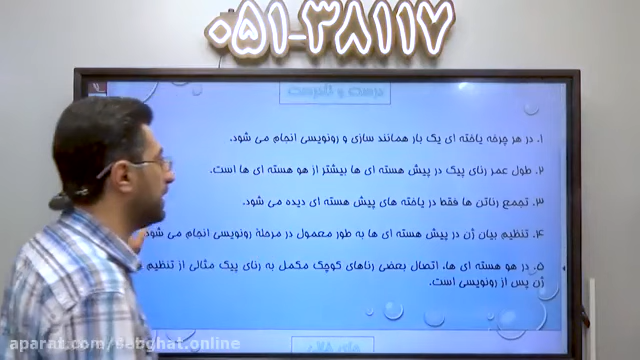 ۰۵۱-۳۸۱۱۷
درست و نادرست
۱. در هر چرخه یاخته ای یک بار همانند سازی و رونویسی انجام می شود.
۲. طول عمر رنای پیک در پیش هسته ای ها بیشتر از هو هسته ای ها است.
۳. تجمع رناتن ها فقط در یاخته های پیش هسته ای دیده می شود.
۴. تنظیم بیان ژن در پیش هسته ای ها به طور معمول در مرحلهٔ رونویسی انجام می شود
۵. در هو هسته ای ها، اتصال بعضی رناهای کوچک مکمل به رنای پیک مثالی از تنظیم
ژن پس از رونویسی است.
aparat.com/Sabghat.online